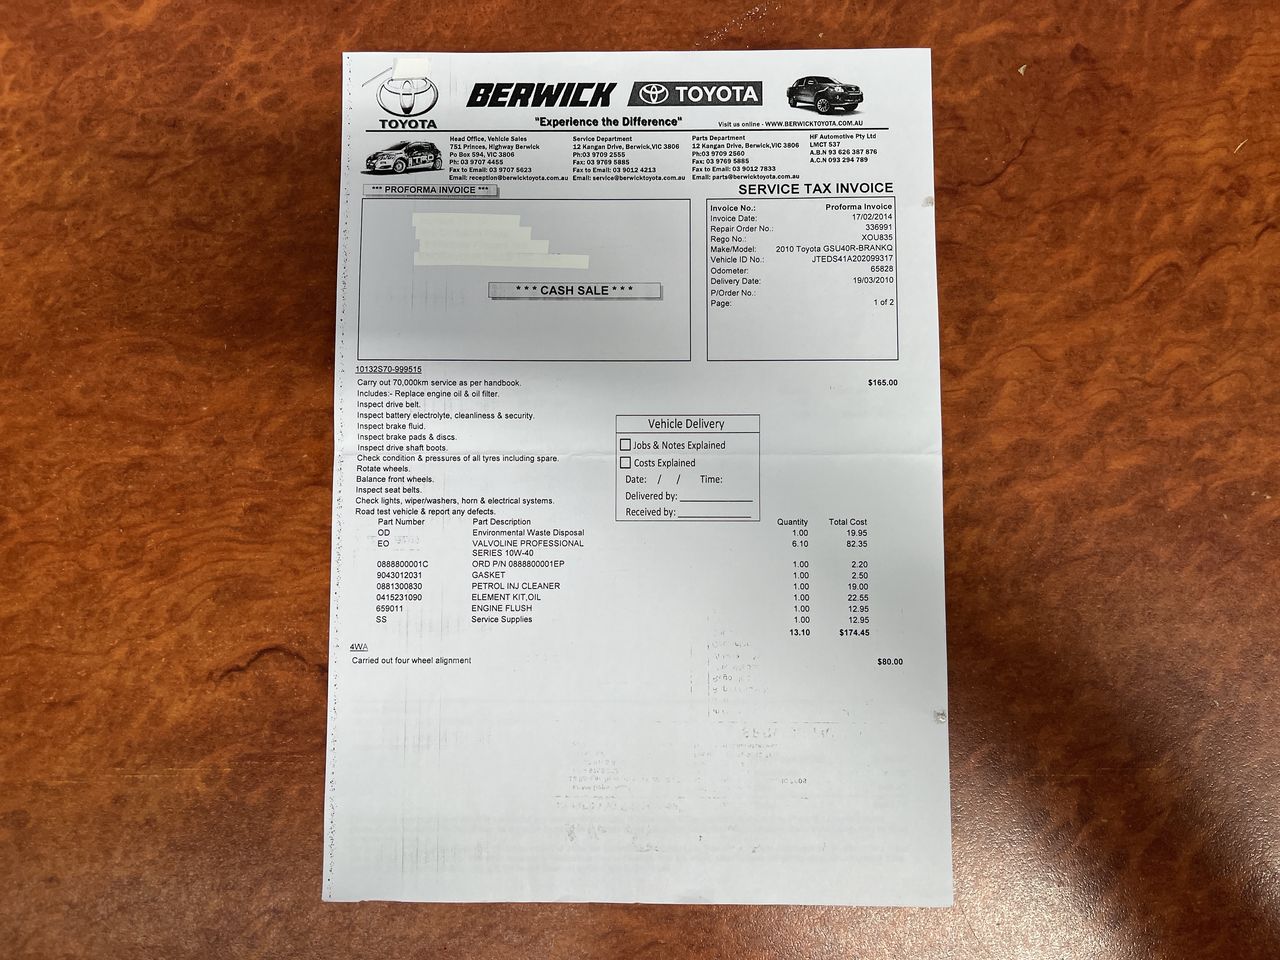 TOYOTA
BERWICK
TOYOTA
"Experience the Difference"
Visit us online - WWW.BERWICKTOYOTA.COM.AU
Head Office, Vehicle Sales
751 Princes, Highway Berwick
Po Box 594, VIC 3806
Ph: 03 9707 4455
Fax to Email: 03 9707 5623
Email: reception@berwicktoyota.com.au
Service Department
12 Kangan Drive, Berwick,VIC 3806
Ph:03 9709 2555
Fax: 03 9769 5885
Fax to Email: 03 9012 4213
Email: service@berwicktoyota.com.au
Parts Department
12 Kangan Drive, Berwick,VIC 3806
Ph:03 9709 2560
Fax: 03 9769 5885
Fax to Email: 03 9012 7833
Email: parts@berwicktoyota.com.au
HF Automotive Pty Ltd
LMCT 537
A.B.N 93 626 387 876
A.C.N 093 294 789
*** PROFORMA INVOICE ***
SERVICE TAX INVOICE
* * * CASH SALE * * *
Invoice No.: Proforma Invoice
Invoice Date: 17/02/2014
Repair Order No.: 336991
Rego No.: XOU835
Make/Model: 2010 Toyota GSU40R-BRANKQ
Vehicle ID No.: JTEDS41A202099317
Odometer: 65828
Delivery Date: 19/03/2010
P/Order No.:
Page: 1 of 2
10132S70-999515
Carry out 70,000km service as per handbook. $165.00
Includes:- Replace engine oil & oil filter.
Inspect drive belt.
Inspect battery electrolyte, cleanliness & security.
Inspect brake fluid.
Inspect brake pads & discs.
Inspect drive shaft boots.
Check condition & pressures of all tyres including spare.
Rotate wheels.
Balance front wheels.
Inspect seat belts.
Check lights, wiper/washers, horn & electrical systems.
Road test vehicle & report any defects.
Vehicle Delivery
Jobs & Notes Explained
Costs Explained
Date: / / Time:
Delivered by:
Received by:
Part Number Part Description Quantity Total Cost
OD Environmental Waste Disposal 1.00 19.95
EO VALVOLINE PROFESSIONAL 6.10 82.35
SERIES 10W-40
0888800001C ORD P/N 0888800001EP 1.00 2.20
9043012031 GASKET 1.00 2.50
0881300830 PETROL INJ CLEANER 1.00 19.00
0415231090 ELEMENT KIT,OIL 1.00 22.55
659011 ENGINE FLUSH 1.00 12.95
SS Service Supplies 1.00 12.95
13.10 $174.45
4WA
Carried out four wheel alignment $80.00